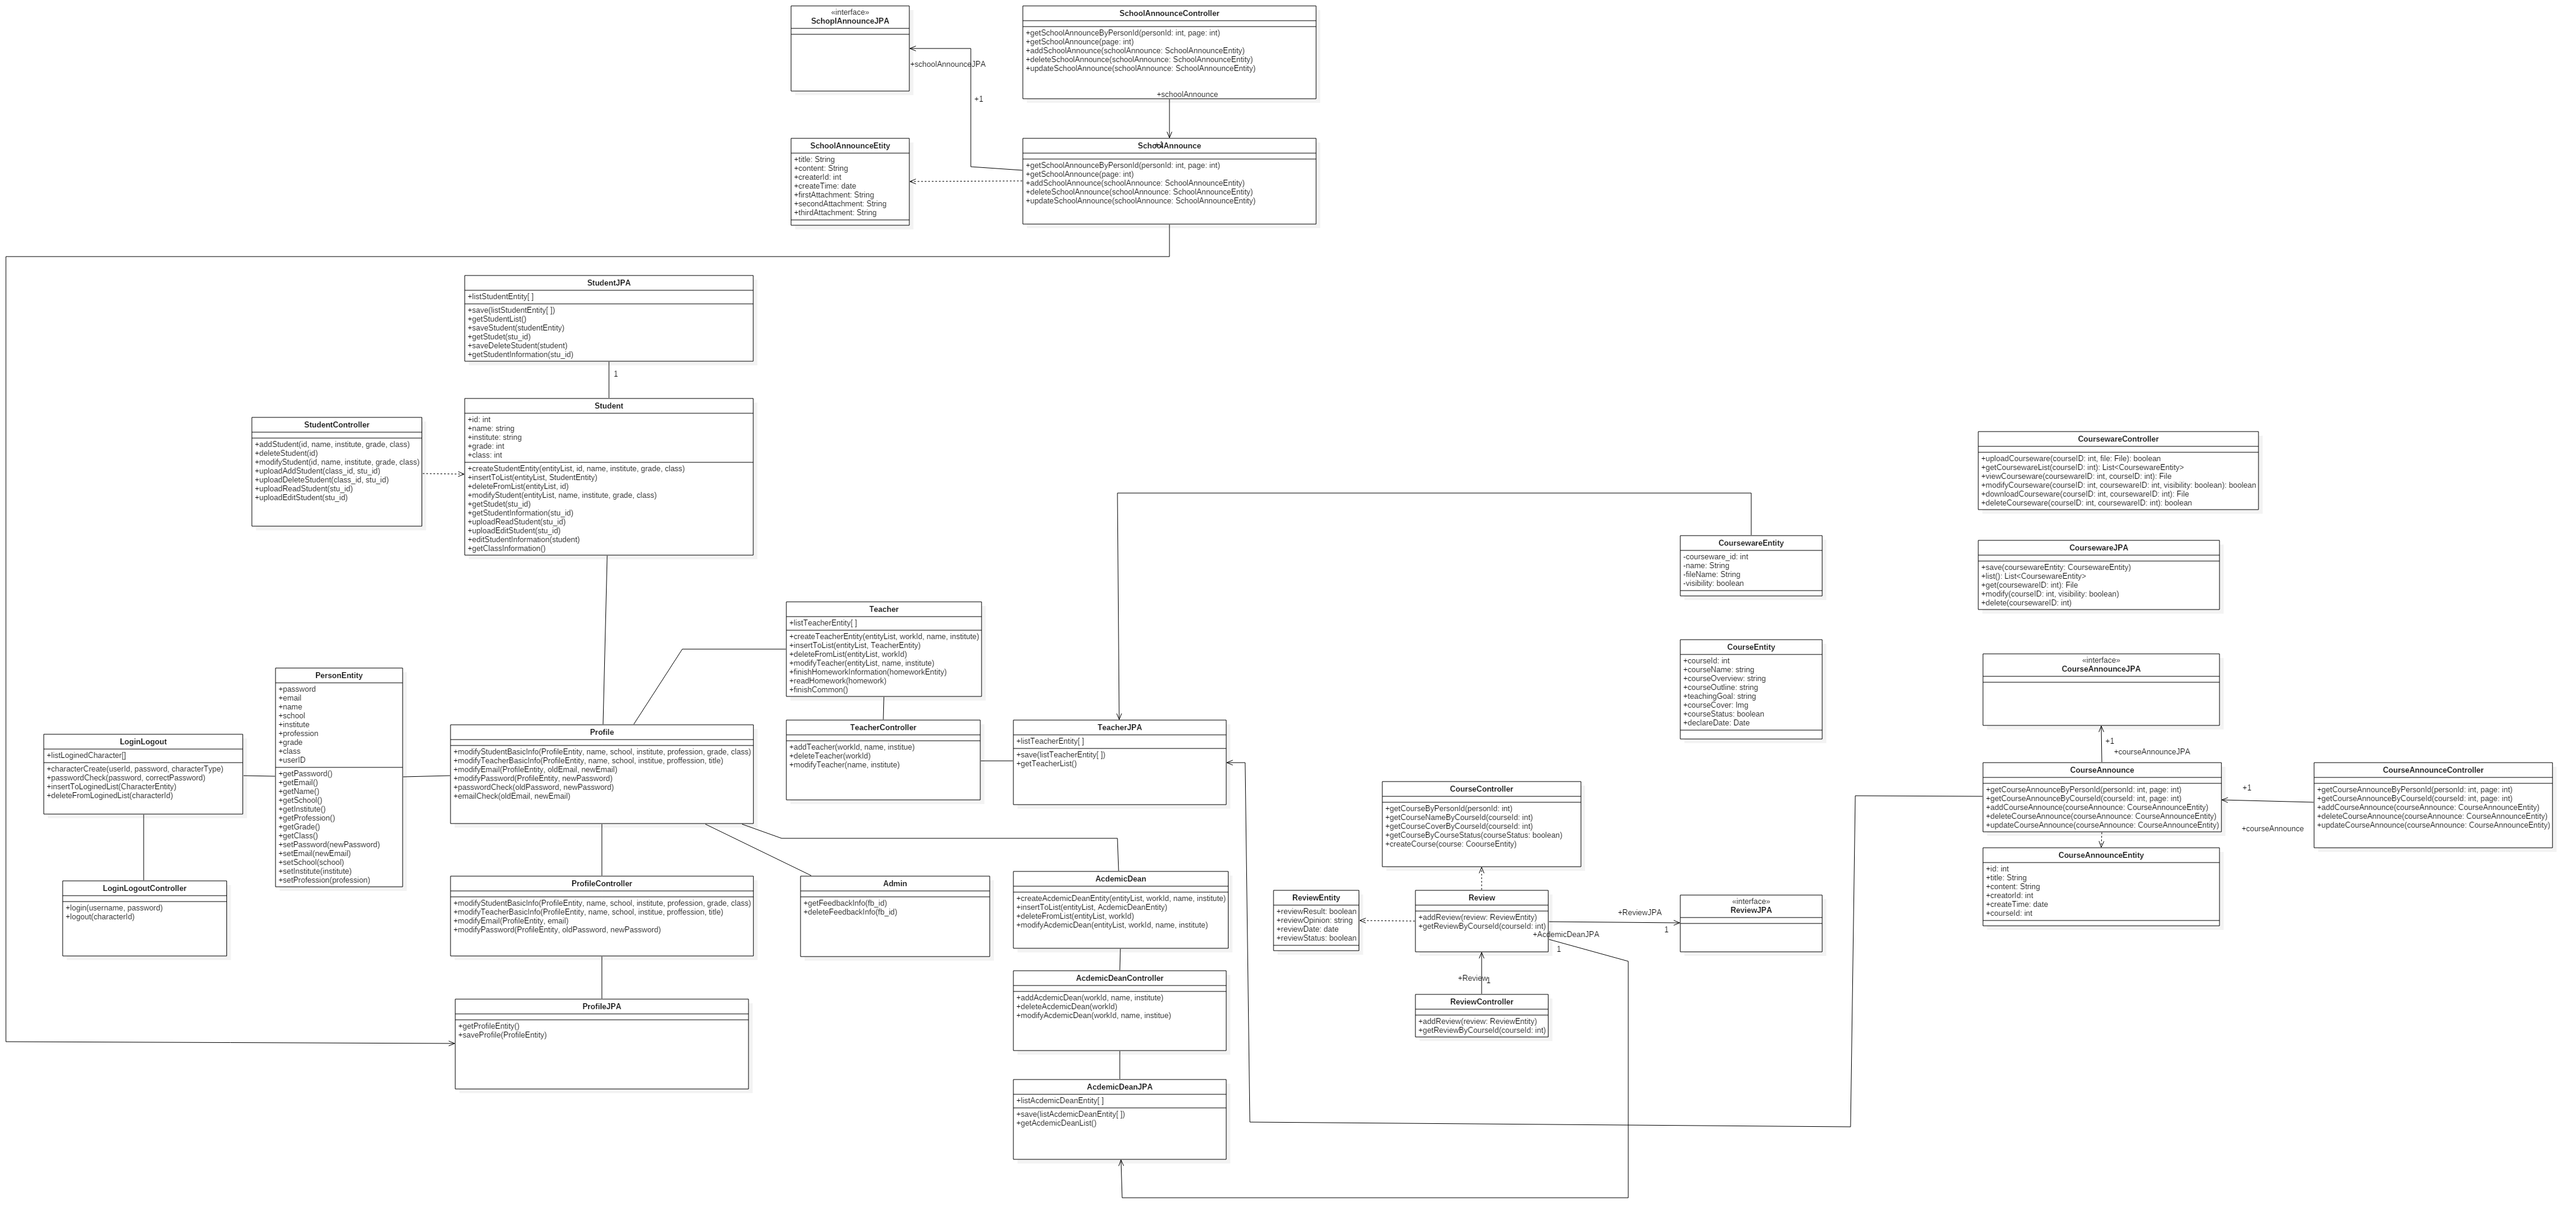 «interface»
SchoplAnnounceJPA
SchoolAnnounceController
+getSchoolAnnounceByPersonId(personId: int, page: int)
+getSchoolAnnounce(page: int)
+addSchoolAnnounce(schoolAnnounce: SchoolAnnounceEntity)
+deleteSchoolAnnounce(schoolAnnounce: SchoolAnnounceEntity)
+updateSchoolAnnounce(schoolAnnounce: SchoolAnnounceEntity)
+schoolAnnounceJPA
+1
+schoolAnnounce
SchoolAnnounceEtity
+title: String
+content: String
+createrId: int
+createTime: date
+firstAttachment: String
+secondAttachment: String
+thirdAttachment: String
SchoolAnnounce
+1
+getSchoolAnnounceByPersonId(personId: int, page: int)
+getSchoolAnnounce(page: int)
+addSchoolAnnounce(schoolAnnounce: SchoolAnnounceEntity)
+deleteSchoolAnnounce(schoolAnnounce: SchoolAnnounceEntity)
+updateSchoolAnnounce(schoolAnnounce: SchoolAnnounceEntity)
StudentJPA
+listStudentEntity[ ]
+save(listStudentEntity[ ])
+getStudentList()
+saveStudent(studentEntity)
+getStudet(stu_id)
+saveDeleteStudent(student)
+getStudentInformation(stu_id)
1
Student
+id: int
+name: string
+institute: string
+grade: int
+class: int
+createStudentEntity(entityList, id, name, institute, grade, class)
+insertToList(entityList, StudentEntity)
+deleteFromList(entityList, id)
+modifyStudent(entityList, name, institute, grade, class)
+getStudet(stu_id)
+getStudentInformation(stu_id)
+uploadReadStudent(stu_id)
+uploadEditStudent(stu_id)
+editStudentInformation(student)
+getClassInformation()
StudentController
+addStudent(id, name, institute, grade, class)
+deleteStudent(id)
+modifyStudent(id, name, institute, grade, class)
+uploadAddStudent(class_id, stu_id)
+uploadDeleteStudent(class_id, stu_id)
+uploadReadStudent(stu_id)
+uploadEditStudent(stu_id)
CoursewareController
+uploadCourseware(courseID: int, file: File): boolean
+getCoursewareList(courseID: int): List<CoursewareEntity>
+viewCourseware(coursewareID: int, courseID: int): File
+modifyCourseware(courseID: int, coursewareID: int, visibility: boolean): boolean
+downloadCourseware(courseID: int, coursewareID: int): File
+deleteCourseware(courseID: int, coursewareID: int): boolean
CoursewareEntity
-courseware_id: int
-name: String
-fileName: String
-visibility: boolean
CoursewareJPA
+save(coursewareEntity: CoursewareEntity)
+list(): List<CoursewareEntity>
+get(coursewareID: int): File
+modify(courseID: int, visibility: boolean)
+delete(coursewareID: int)
Teacher
+listTeacherEntity[ ]
+createTeacherEntity(entityList, workId, name, institute)
+insertToList(entityList, TeacherEntity)
+deleteFromList(entityList, workId)
+modifyTeacher(entityList, name, institute)
+finishHomeworkInformation(homeworkEntity)
+readHomework(homework)
+finishCommon()
CourseEntity
+courseId: int
+courseName: string
+courseOverview: string
+courseOutline: string
+teachingGoal: string
+courseCover: Img
+courseStatus: boolean
+declareDate: Date
«interface»
CourseAnnounceJPA
+1
+courseAnnounceJPA
PersonEntity
+password
+email
+name
+school
+institute
+profession
+grade
+class
+userID
+getPassword()
+getEmail()
+getName()
+getSchool()
+getInstitute()
+getProfession()
+getGrade()
+getClass()
+setPassword(newPassword)
+setEmail(newEmail)
+setSchool(school)
+setInstitute(institute)
+setProfession(profession)
LoginLogout
+listLoginedCharacter[]
+characterCreate(userId, password, characterType)
+passwordCheck(password, correctPassword)
+insertToLoginedList(CharacterEntity)
+deleteFromLoginedList(characterId)
Profile
+modifyStudentBasicInfo(ProfileEntity, name, school, institute, profession, grade, class)
+modifyTeacherBasicInfo(ProfileEntity, name, school, institue, proffession, title)
+modifyEmail(ProfileEntity, oldEmail, newEmail)
+modifyPassword(ProfileEntity, newPassword)
+passwordCheck(oldPassword, newPassword)
+emailCheck(oldEmail, newEmail)
TeacherController
+addTeacher(workId, name, institue)
+deleteTeacher(workId)
+modifyTeacher(name, institute)
TeacherJPA
+listTeacherEntity[ ]
+save(listTeacherEntity[ ])
+getTeacherList()
CourseController
+getCourseByPersonId(personId: int)
+getCourseNameByCourseId(courseId: int)
+getCourseCoverByCourseId(courseId: int)
+getCourseByCourseStatus(courseStatus: boolean)
+createCourse(course: CoourseEntity)
CourseAnnounce
+getCourseAnnounceByPersonId(personId: int, page: int)
+getCourseAnnounceByCourseId(courseId: int, page: int)
+addCourseAnnounce(courseAnnounce: CourseAnnounceEntity)
+deleteCourseAnnounce(courseAnnounce: CourseAnnounceEntity)
+updateCourseAnnounce(courseAnnounce: CourseAnnounceEntity)
+1
+courseAnnounce
CourseAnnounceController
+getCourseAnnounceByPersonId(personId: int, page: int)
+getCourseAnnounceByCourseId(courseId: int, page: int)
+addCourseAnnounce(courseAnnounce: CourseAnnounceEntity)
+deleteCourseAnnounce(courseAnnounce: CourseAnnounceEntity)
+updateCourseAnnounce(courseAnnounce: CourseAnnounceEntity)
CourseAnnounceEntity
+id: int
+title: String
+content: String
+creatorId: int
+createTime: date
+courseId: int
LoginLogoutController
+login(username, password)
+logout(characterId)
ProfileController
+modifyStudentBasicInfo(ProfileEntity, name, school, institute, profession, grade, class)
+modifyTeacherBasicInfo(ProfileEntity, name, school, institue, proffession, title)
+modifyEmail(ProfileEntity, email)
+modifyPassword(ProfileEntity, oldPassword, newPassword)
Admin
+getFeedbackInfo(fb_id)
+deleteFeedbackInfo(fb_id)
AcdemicDean
+createAcdemicDeanEntity(entityList, workId, name, institute)
+insertToList(entityList, AcdemicDeanEntity)
+deleteFromList(entityList, workId)
+modifyAcdemicDean(entityList, workId, name, institute)
ReviewEntity
+reviewResult: boolean
+reviewOpinion: string
+reviewDate: date
+reviewStatus: boolean
Review
+addReview(review: ReviewEntity)
+getReviewByCourseId(courseId: int)
+AcdemicDeanJPA
1
+ReviewJPA
1
«interface»
ReviewJPA
+Review
1
ReviewController
+addReview(review: ReviewEntity)
+getReviewByCourseId(courseId: int)
AcdemicDeanController
+addAcdemicDean(workId, name, institute)
+deleteAcdemicDean(workId)
+modifyAcdemicDean(workId, name, institue)
ProfileJPA
+getProfileEntity()
+saveProfile(ProfileEntity)
AcdemicDeanJPA
+listAcdemicDeanEntity[ ]
+save(listAcdemicDeanEntity[ ])
+getAcdemicDeanList()